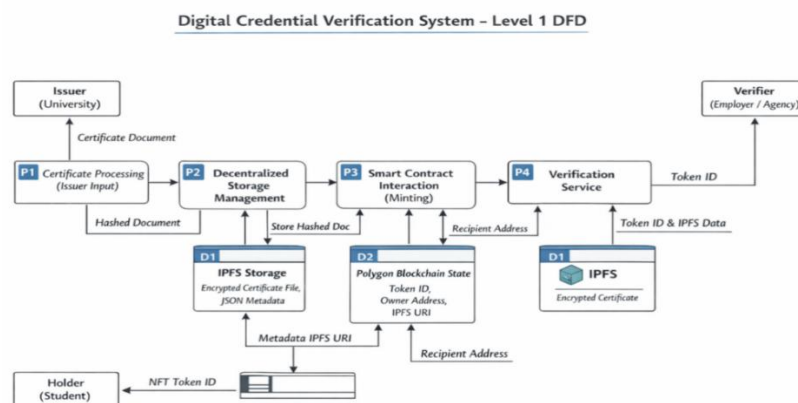 Digital Credential Verification System – Level 1 DFD
Issuer
(University)
Verifier
(Employer / Agency)
Certificate Document
P1 Certificate Processing
(Issuer Input)
P2 Decentralized
Storage
Management
P3 Smart Contract
Interaction
(Minting)
P4 Verification
Service
Token ID
Hashed Document
Store Hashed Doc
Recipient Address
Token ID & IPFS Data
D1
IPFS Storage
Encrypted Certificate File,
JSON Metadata
D2
Polygon Blockchain State
Token ID,
Owner Address,
IPFS URI
D1
IPFS
Encrypted Certificate
Metadata IPFS URI
Recipient Address
Holder
(Student)
NFT Token ID